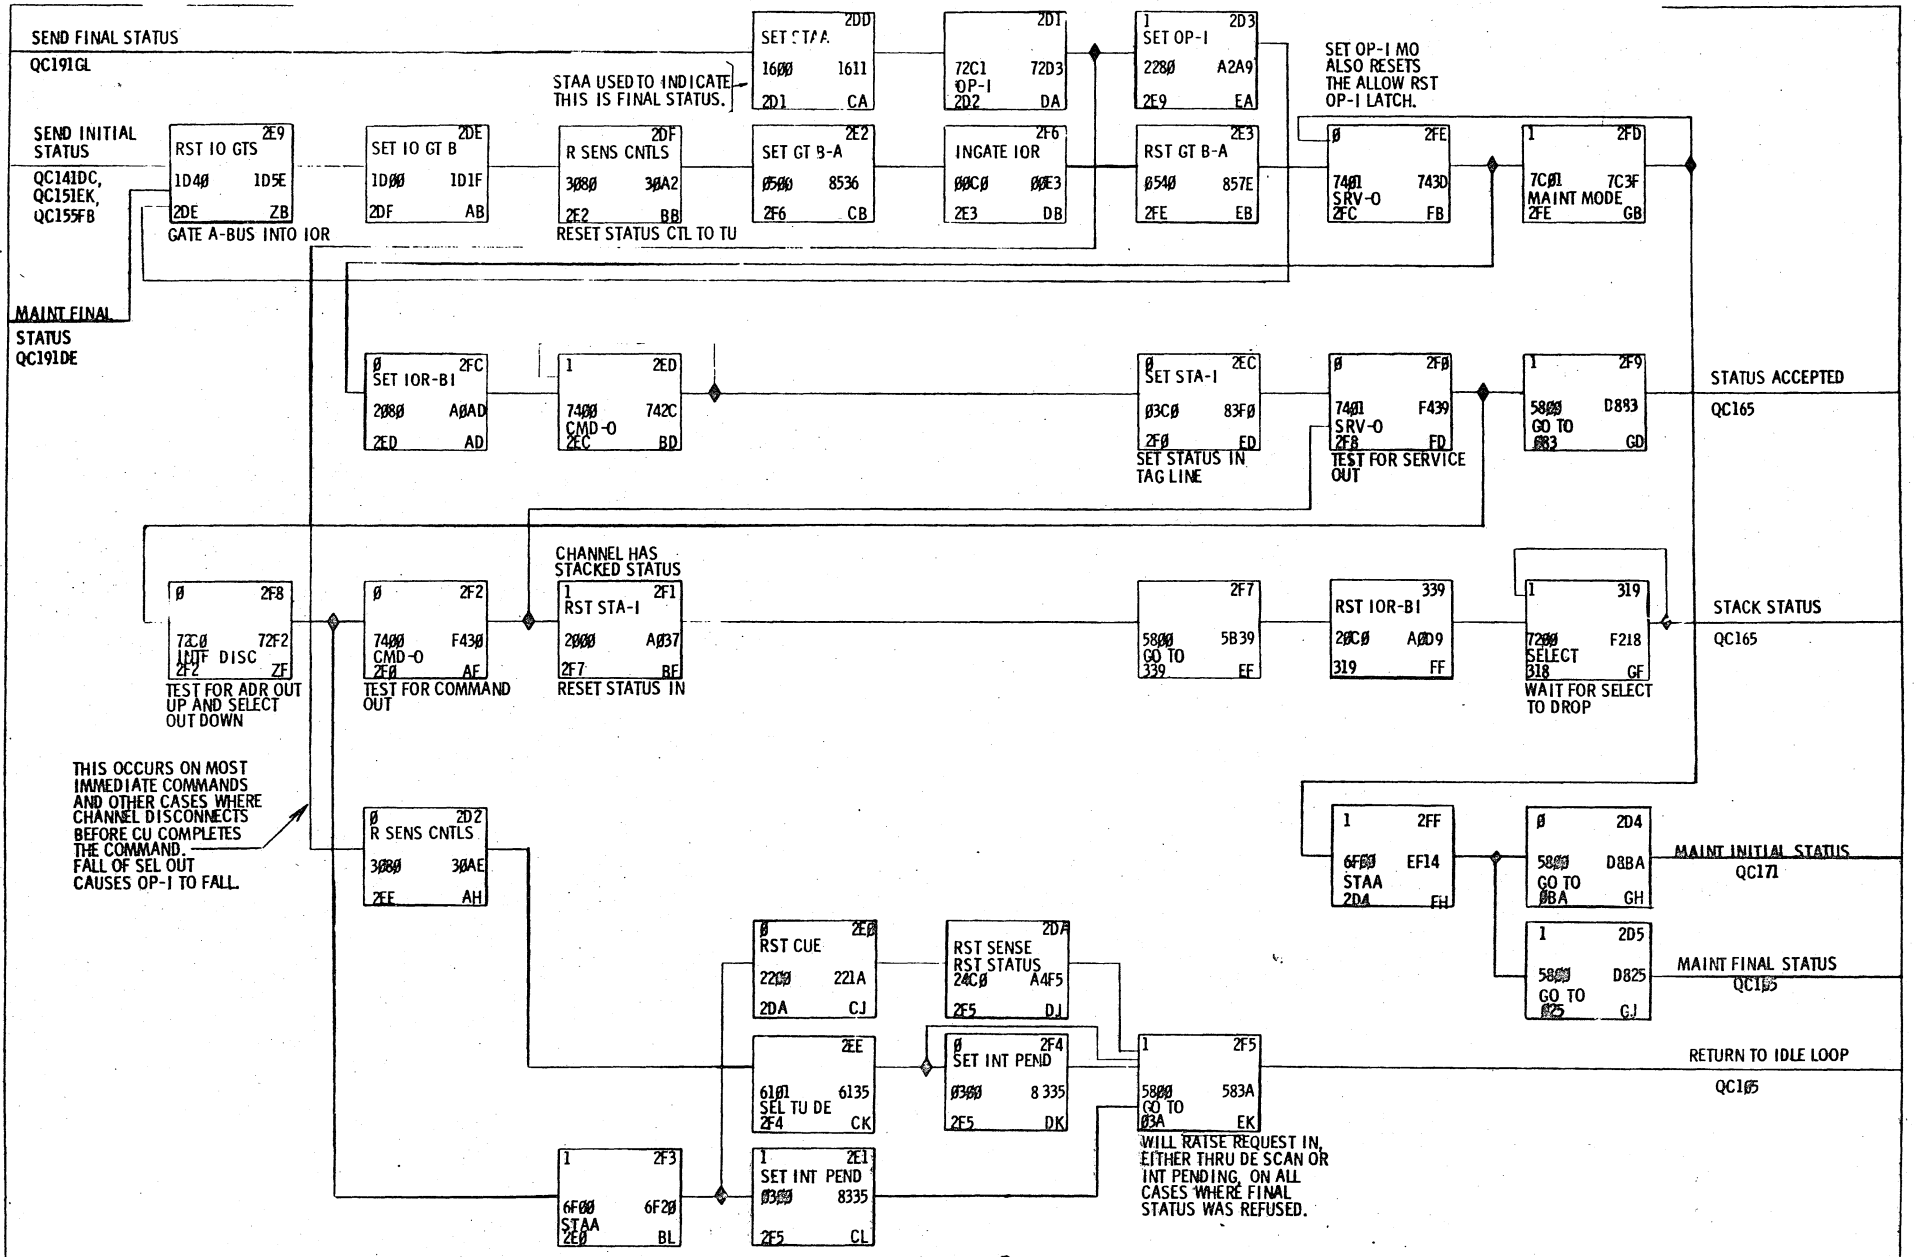 SEND FINAL STATUS
QC191GL
STAA USED TO INDICATE
THIS IS FINAL STATUS.
2DD
SET STAA
1600 1611
2D1 CA
2D1
72C1 72D3
OP-I
2D2 DA
1 2D3
SET OP-I
2280 A2A9
2E9 EA
SET OP-I MO
ALSO RESETS
THE ALLOW RST
OP-I LATCH.
SEND INITIAL
STATUS
QC141DC,
QC151EK,
QC155FB
2E9
RST IO GTS
1D40 1D5E
2DE ZB
GATE A-BUS INTO IOR
2DE
SET IO GT B
1D00 1D1F
2DF AB
2DF
R SENS CNTLS
3080 30A2
2E2 BB
RESET STATUS CTL TO TU
2E2
SET GT B-A
0500 8536
2F6 CB
2F6
INGATE IOR
00C0 00E3
2E3 DB
2E3
RST GT B-A
0540 857E
2FE EB
0 2FE
7401 743D
SRV-O
2FC FB
1 2FD
7C01 7C3F
MAINT MODE
2FE GB
MAINT FINAL
STATUS
QC191DE
0 2FC
SET IOR-BI
2080 A0AD
2ED AD
1 2ED
7400 742C
CMD-O
2EC BD
0 2EC
SET STA-I
03C0 83F0
2F0 ED
SET STATUS IN
TAG LINE
0 2F0
7401 F439
SRV-O
2F8 FD
TEST FOR SERVICE
OUT
1 2F9
5800 D883
GO TO
083 GD
STATUS ACCEPTED
QC165
0 2F8
72C0 72F2
INTF DISC
2F2 ZF
TEST FOR ADR OUT
UP AND SELECT
OUT DOWN
0 2F2
7400 F430
CMD-O
2F0 AF
TEST FOR COMMAND
OUT
CHANNEL HAS
STACKED STATUS
1 2F1
RST STA-I
2000 A037
2F7 BF
RESET STATUS IN
2F7
5800 5B39
GO TO
339 EF
339
RST IOR-BI
20C0 A0D9
319 FF
1 319
7200 F218
SELECT
318 GF
WAIT FOR SELECT
TO DROP
STACK STATUS
QC165
THIS OCCURS ON MOST
IMMEDIATE COMMANDS
AND OTHER CASES WHERE
CHANNEL DISCONNECTS
BEFORE CU COMPLETES
THE COMMAND.
FALL OF SEL OUT
CAUSES OP-I TO FALL.
0 2D2
R SENS CNTLS
3080 30AE
2EE AH
1 2FF
6F00 EF14
STAA
2D4 FH
0 2D4
5800 D8BA
GO TO
0BA GH
MAINT INITIAL STATUS
QC171
1 2D5
5800 D825
GO TO
025 GJ
MAINT FINAL STATUS
0 2E0
RST CUE
2200 221A
2DA CJ
2DA
RST SENSE
RST STATUS
24C0 A4F5
2F5 DJ
2EE
6101 6135
SEL TU DE
2F4 CK
0 2F4
SET INT PEND
0300 8335
2F5 DK
1 2F5
5800 583A
GO TO
03A EK
WILL RAISE REQUEST IN,
EITHER THRU DE SCAN OR
INT PENDING, ON ALL
CASES WHERE FINAL
STATUS WAS REFUSED.
RETURN TO IDLE LOOP
QC105
1 2F3
6F00 6F20
STAA
2E0 BL
1 2E1
SET INT PEND
0300 8335
2F5 CL